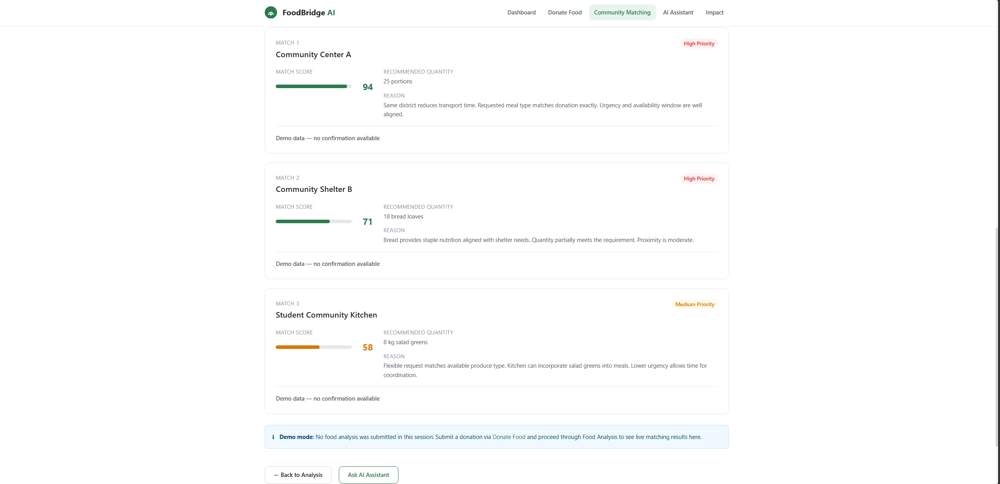 FoodBridge AI
Dashboard
Donate Food
Community Matching
AI Assistant
Impact
MATCH 1
High Priority
Community Center A
MATCH SCORE
94
RECOMMENDED QUANTITY
25 portions
REASON
Same district reduces transport time. Requested meal type matches donation exactly. Urgency and availability window are well
aligned.
Demo data — no confirmation available
MATCH 2
High Priority
Community Shelter B
MATCH SCORE
71
RECOMMENDED QUANTITY
18 bread loaves
REASON
Bread provides staple nutrition aligned with shelter needs. Quantity partially meets the requirement. Proximity is moderate.
Demo data — no confirmation available
MATCH 3
Medium Priority
Student Community Kitchen
MATCH SCORE
58
RECOMMENDED QUANTITY
8 kg salad greens
REASON
Flexible request matches available produce type. Kitchen can incorporate salad greens into meals. Lower urgency allows time for
coordination.
Demo data — no confirmation available
ℹ Demo mode: No food analysis was submitted in this session. Submit a donation via Donate Food and proceed through Food Analysis to see live matching results here.
← Back to Analysis
Ask AI Assistant